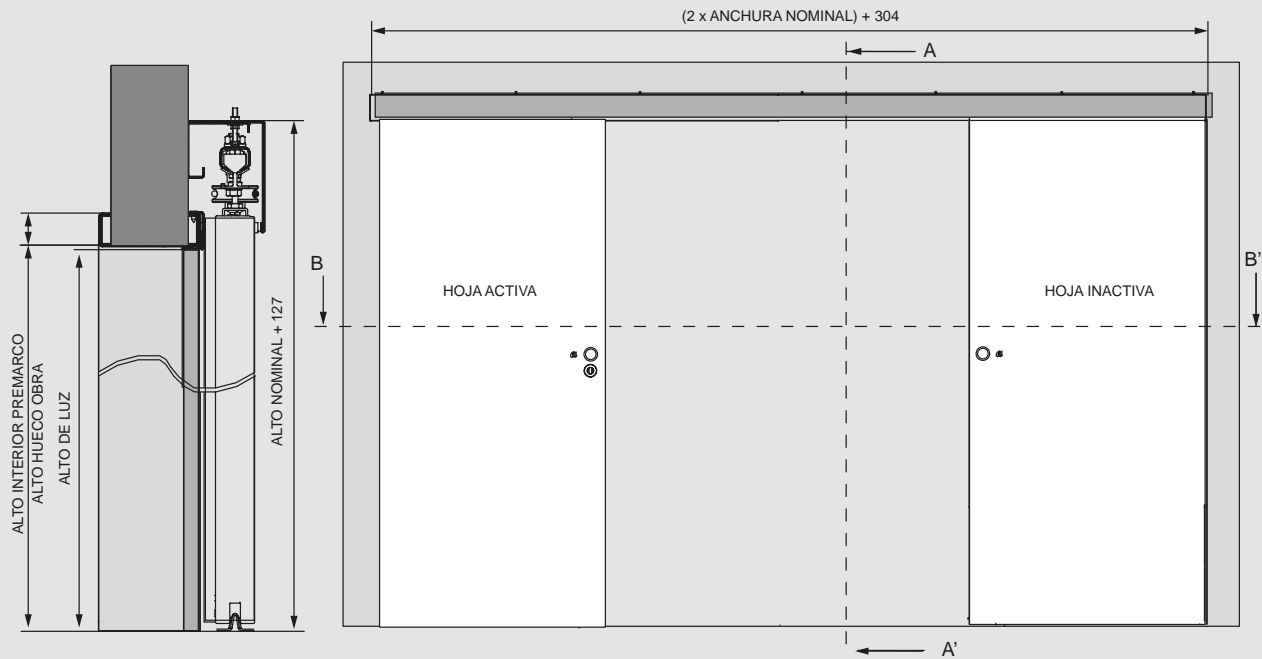 (2 x ANCHURA NOMINAL) + 304
A
B
B'
HOJA ACTIVA
HOJA INACTIVA
ALTO INTERIOR PREMARCO
ALTO HUECO OBRA
ALTO DE LUZ
ALTO NOMINAL + 127
A'